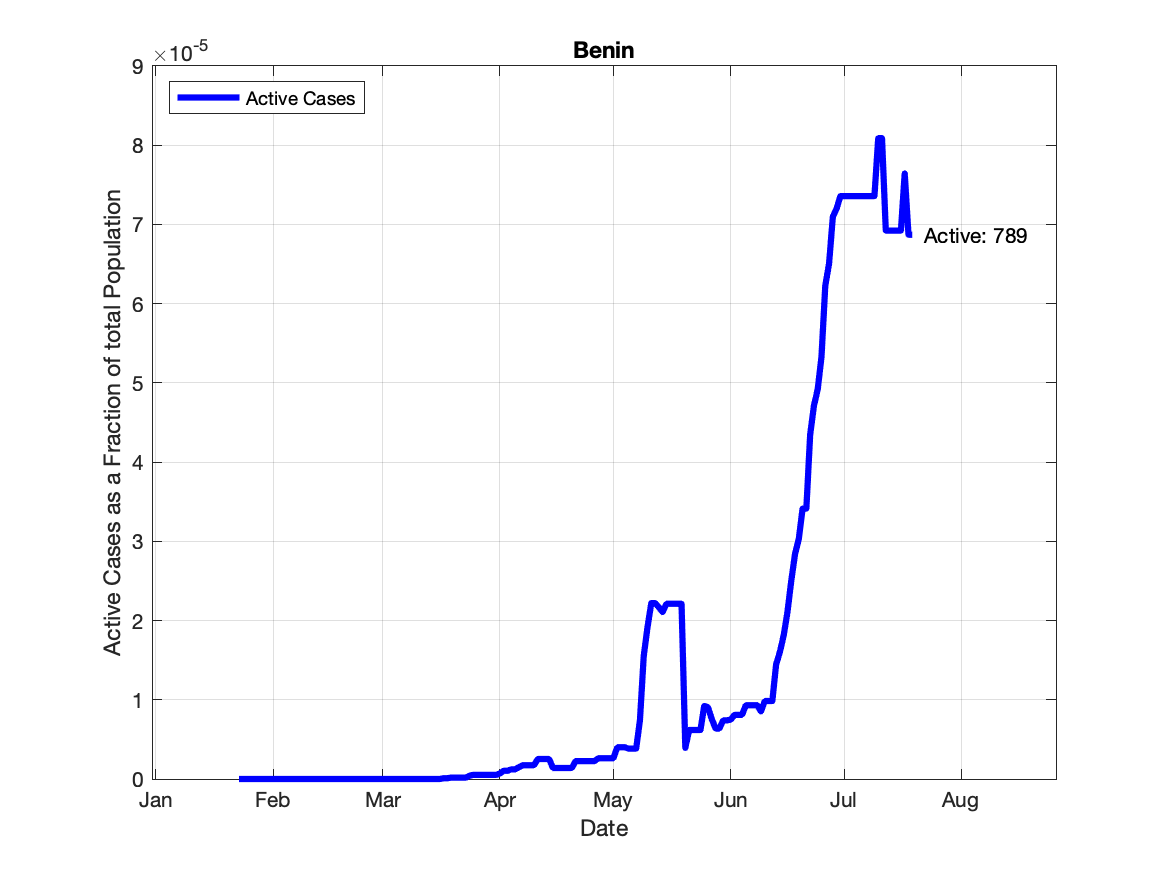 Benin
×10-5
9
8
7
6
5
4
3
2
1
0
Active Cases
Active: 789
Active Cases as a Fraction of total Population
Jan Feb Mar Apr May Jun Jul Aug
Date